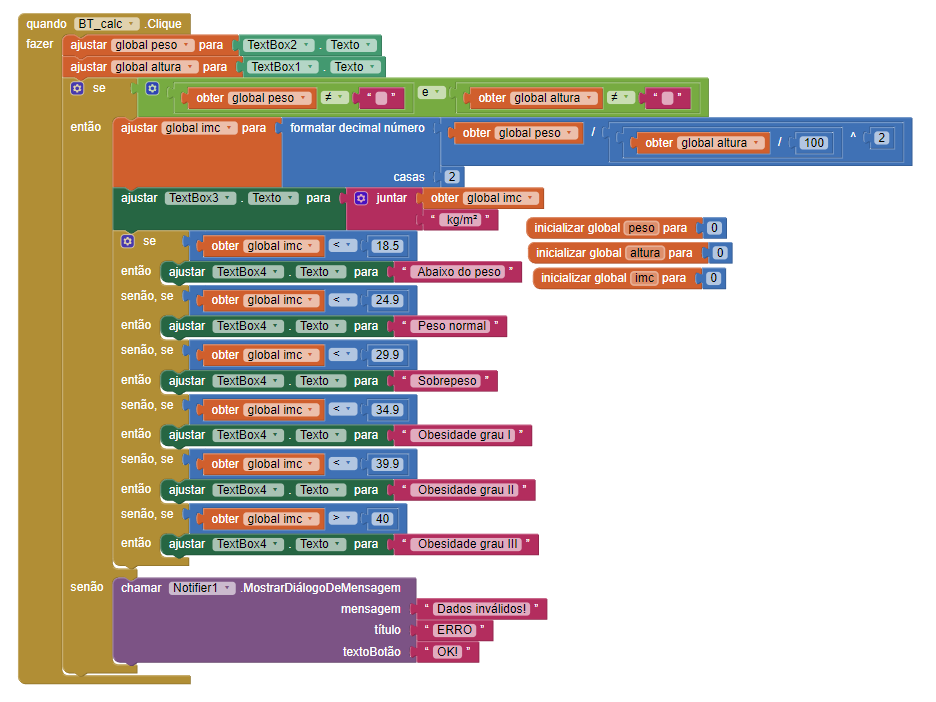 quando BT_calc .Clique
fazer ajustar global peso para TextBox2 . Texto
ajustar global altura para TextBox1 . Texto
se obter global peso ≠ “ ” e obter global altura ≠ “ ”
então ajustar global imc para formatar decimal número obter global peso / obter global altura / 100 ^ 2
casas 2
ajustar TextBox3 . Texto para juntar obter global imc
“ kg/m² ”
inicializar global peso para 0
inicializar global altura para 0
inicializar global imc para 0
se obter global imc < 18.5
então ajustar TextBox4 . Texto para “ Abaixo do peso ”
senão, se obter global imc < 24.9
então ajustar TextBox4 . Texto para “ Peso normal ”
senão, se obter global imc < 29.9
então ajustar TextBox4 . Texto para “ Sobrepeso ”
senão, se obter global imc < 34.9
então ajustar TextBox4 . Texto para “ Obesidade grau I ”
senão, se obter global imc < 39.9
então ajustar TextBox4 . Texto para “ Obesidade grau II ”
senão, se obter global imc > 40
então ajustar TextBox4 . Texto para “ Obesidade grau III ”
senão chamar Notifier1 .MostrarDiálogoDeMensagem
mensagem “ Dados inválidos! ”
título “ ERRO ”
textoBotão “ OK! ”